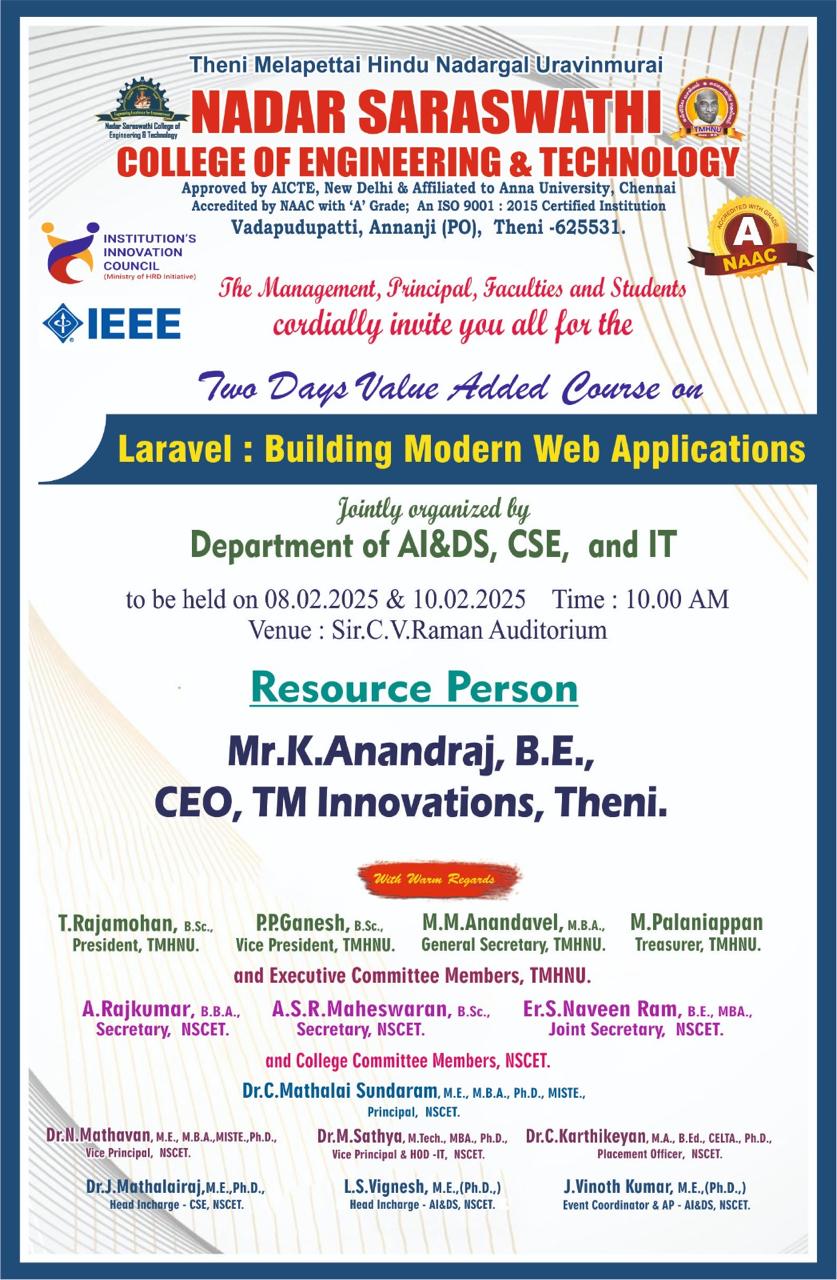 Theni Melapettai Hindu Nadargal Uravinmurai
NADAR SARASWATHI
COLLEGE OF ENGINEERING & TECHNOLOGY
Nadar Saraswathi College of
Engineering & Technology
TMHNU
Approved by AICTE, New Delhi & Affiliated to Anna University, Chennai
Accredited by NAAC with ‘A’ Grade;  An ISO 9001 : 2015 Certified Institution
Vadapudupatti, Annanji (PO),  Theni -625531.
INSTITUTION'S
INNOVATION
COUNCIL
(Ministry of HRD Initiative)
ACCREDITED WITH GRADE
A
NAAC
IEEE
The Management, Principal, Faculties and Students
cordially invite you all for the
Two Days Value Added Course on
Laravel : Building Modern Web Applications
Jointly organized by
Department of AI&DS, CSE,  and IT
to be held on 08.02.2025 & 10.02.2025    Time : 10.00 AM
Venue : Sir.C.V.Raman Auditorium
Resource Person
Mr.K.Anandraj, B.E.,
CEO, TM Innovations, Theni.
With Warm Regards
T.Rajamohan, B.Sc., P.P.Ganesh, B.Sc., M.M.Anandavel, M.B.A., M.Palaniappan
President, TMHNU. Vice President, TMHNU. General Secretary, TMHNU. Treasurer, TMHNU.
and Executive Committee Members, TMHNU.
A.Rajkumar, B.B.A., A.S.R.Maheswaran, B.Sc., Er.S.Naveen Ram, B.E., MBA.,
Secretary,  NSCET. Secretary,  NSCET. Joint Secretary,  NSCET.
and College Committee Members, NSCET.
Dr.C.Mathalai Sundaram, M.E., M.B.A., Ph.D., MISTE.,
Principal,  NSCET.
Dr.N.Mathavan, M.E., M.B.A.,MISTE.,Ph.D., Dr.M.Sathya, M.Tech., MBA., Ph.D., Dr.C.Karthikeyan, M.A., B.Ed., CELTA., Ph.D.,
Vice Principal,  NSCET. Vice Principal & HOD -IT,  NSCET. Placement Officer,  NSCET.
Dr.J.Mathalairaj,M.E.,Ph.D., L.S.Vignesh, M.E.,(Ph.D.,) J.Vinoth Kumar, M.E.,(Ph.D.,)
Head Incharge - CSE, NSCET. Head Incharge - AI&DS, NSCET. Event Coordinator & AP - AI&DS, NSCET.